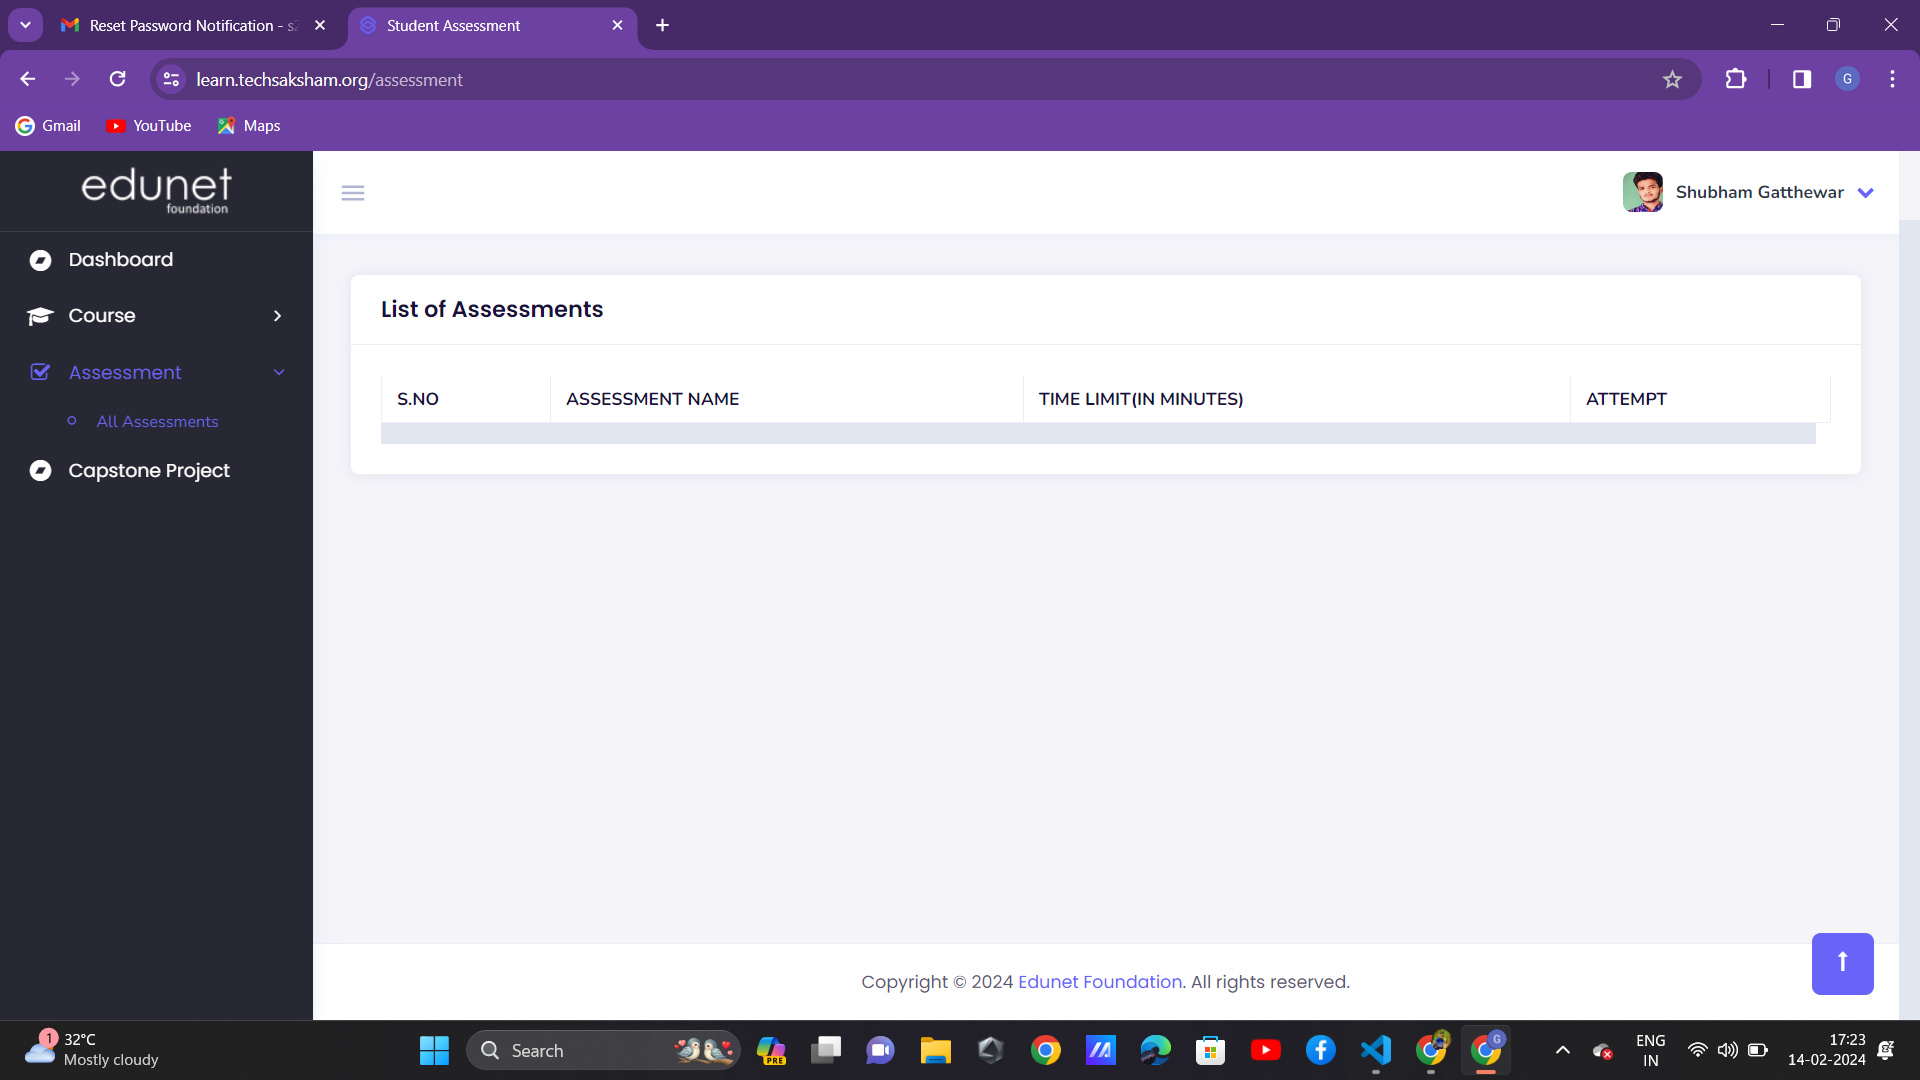 Reset Password Notification - s
Student Assessment
learn.techsaksham.org/assessment
G
Gmail
YouTube
Maps
edunet
foundation
Shubham Gatthewar
Dashboard
Course
Assessment
All Assessments
Capstone Project
List of Assessments
S.NO
ASSESSMENT NAME
TIME LIMIT(IN MINUTES)
ATTEMPT
Copyright © 2024 Edunet Foundation. All rights reserved.
1
32°C
Mostly cloudy
Search
PRE
G
ENG
IN
17:23
14-02-2024